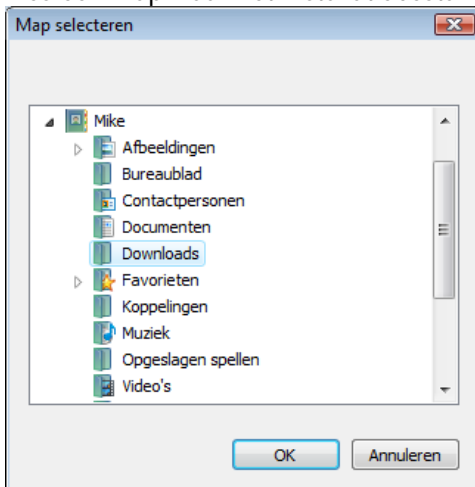 Map selecteren
Mike
Afbeeldingen
Bureaublad
Contactpersonen
Documenten
Downloads
Favorieten
Koppelingen
Muziek
Opgeslagen spellen
Video's
OK
Annuleren